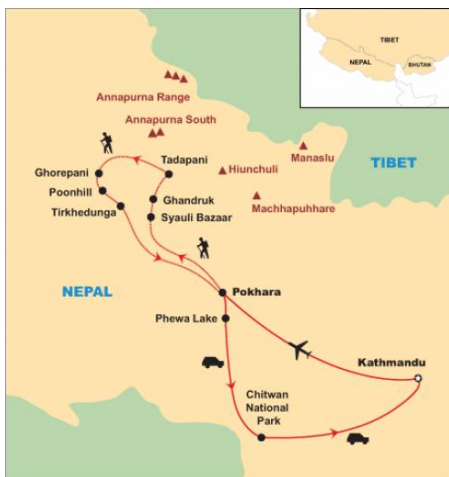 TIBET
NEPAL
BHUTAN
Annapurna Range
Annapurna South
Manaslu
TIBET
Ghorepani
Tadapani
Hiunchuli
Poonhill
Ghandruk
Machhapuhhare
Tirkhedunga
Syauli Bazaar
NEPAL
Pokhara
Phewa Lake
Kathmandu
Chitwan
National
Park